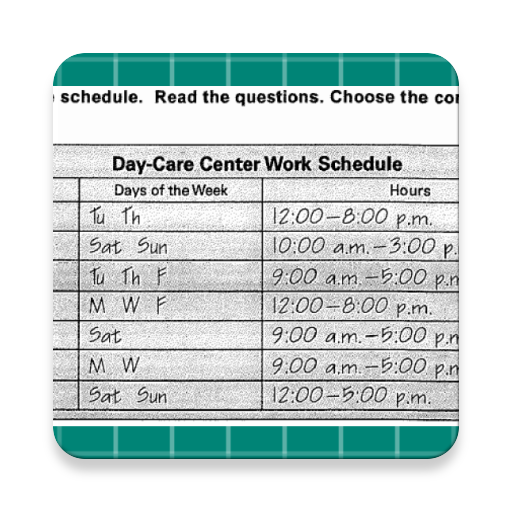 schedule. Read the questions. Choose the
Day-Care Center Work Schedule
Days of the Week Hours
Tu Th 12:00-8:00 p.m.
Sat Sun 10:00 a.m.-3:00 p.
Tu Th F 9:00 a.m.-5:00 p.m
M W F 12:00-8:00 p.m.
Sat 9:00 a.m.-5:00 p.m
M W 9:00 a.m.-5:00 p.m
Sat Sun 12:00-5:00 p.m.